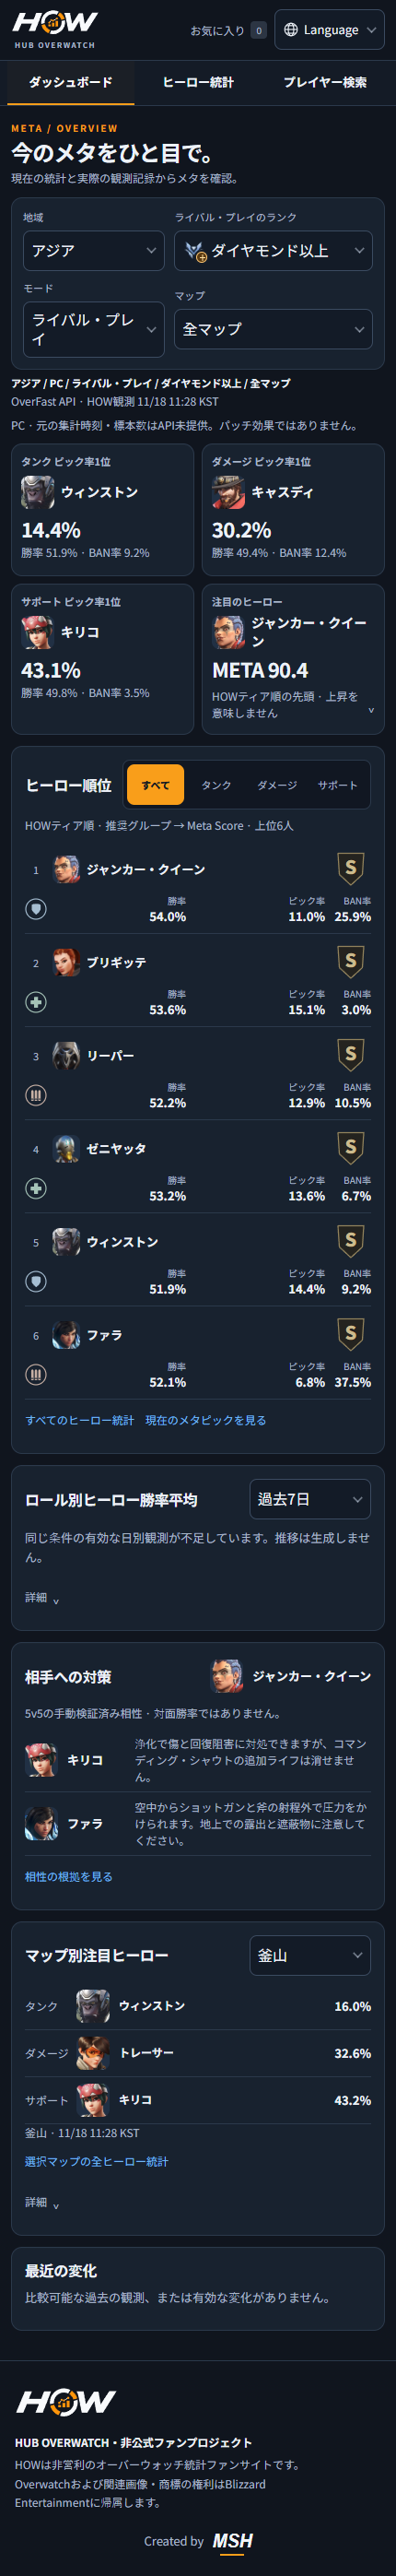 HOW
HUB OVERWATCH
お気に入り 0
Language
ダッシュボード ヒーロー統計 プレイヤー検索
META / OVERVIEW
今のメタをひと目で。
現在の統計と実際の観測記録からメタを確認。
地域 ライバル・プレイのランク
アジア ダイヤモンド以上
モード マップ
ライバル・プレイ 全マップ
アジア / PC / ライバル・プレイ / ダイヤモンド以上 / 全マップ
OverFast API · HOW観測 11/18 11:28 KST
PC · 元の集計時刻・標本数はAPI未提供。パッチ効果ではありません。
タンク ピック率1位
ウィンストン
14.4%
勝率 51.9% · BAN率 9.2%
ダメージ ピック率1位
キャスディ
30.2%
勝率 49.4% · BAN率 12.4%
サポート ピック率1位
キリコ
43.1%
勝率 49.8% · BAN率 3.5%
注目のヒーロー
ジャンカー・クイーン
META 90.4
HOWティア順の先頭 · 上昇を
意味しません
ヒーロー順位 すべて タンク ダメージ サポート
HOWティア順 · 推奨グループ → Meta Score · 上位6人
1 ジャンカー・クイーン S
勝率 ピック率 BAN率
54.0% 11.0% 25.9%
2 ブリギッテ S
勝率 ピック率 BAN率
53.6% 15.1% 3.0%
3 リーパー S
勝率 ピック率 BAN率
52.2% 12.9% 10.5%
4 ゼニヤッタ S
勝率 ピック率 BAN率
53.2% 13.6% 6.7%
5 ウィンストン S
勝率 ピック率 BAN率
51.9% 14.4% 9.2%
6 ファラ S
勝率 ピック率 BAN率
52.1% 6.8% 37.5%
すべてのヒーロー統計 現在のメタピックを見る
ロール別ヒーロー勝率平均 過去7日
同じ条件の有効な日別観測が不足しています。推移は生成しませ
ん。
詳細
相手への対策 ジャンカー・クイーン
5v5の手動検証済み相性 · 対面勝率ではありません。
キリコ
浄化で傷と回復阻害に対処できますが、コマン
ディング・シャウトの追加ライフは消せませ
ん。
ファラ
空中からショットガンと斧の射程外で圧力をか
けられます。地上での露出と遮蔽物に注意して
ください。
相性の根拠を見る
マップ別注目ヒーロー 釜山
タンク ウィンストン 16.0%
ダメージ トレーサー 32.6%
サポート キリコ 43.2%
釜山 · 11/18 11:28 KST
選択マップの全ヒーロー統計
詳細
最近の変化
比較可能な過去の観測、または有効な変化がありません。
HOW
HUB OVERWATCH · 非公式ファンプロジェクト
HOWは非営利のオーバーウォッチ統計ファンサイトです。
Overwatchおよび関連画像・商標の権利はBlizzard
Entertainmentに帰属します。
Created by MSH